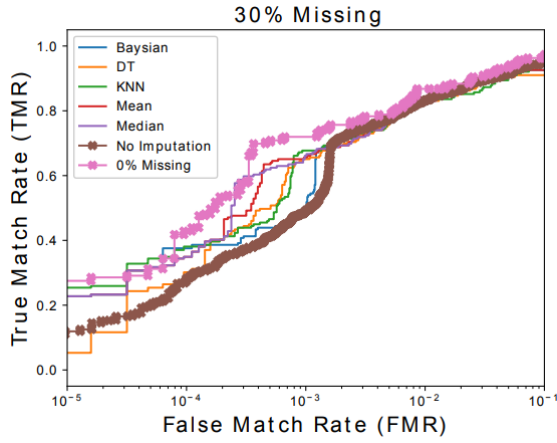 30% Missing
True Match Rate (TMR)
1.0
0.8
0.6
0.4
0.2
0.0
Baysian
DT
KNN
Mean
Median
No Imputation
0% Missing
10⁻⁵
10⁻⁴
10⁻³
10⁻²
10⁻¹
False Match Rate (FMR)